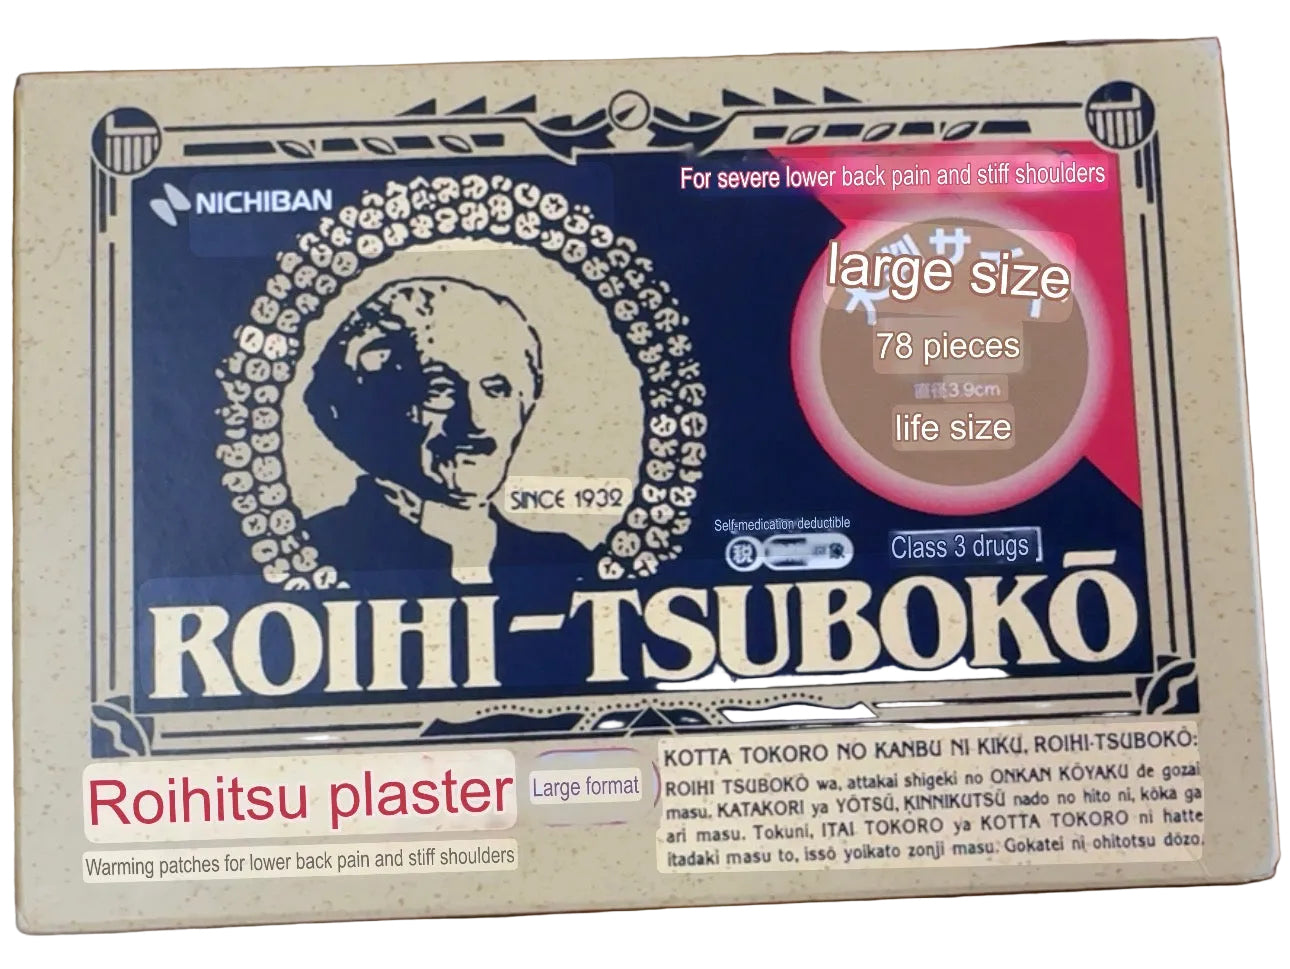 NICHIBAN
For severe lower back pain and stiff shoulders
large size
78 pieces
直径3.9cm
life size
SINCE 1932
Self-medication deductible
税
Class 3 drugs
ROIHI-TSUBOKŌ
Roihitsu plaster
Large format
Warming patches for lower back pain and stiff shoulders
KOTTA TOKORO NO KANBU NI KIKU, ROIHI-TSUBOKŌ:
ROIHI TSUBOKŌ wa, attakai shigeki no ONKAN KŌYAKU de gozai
masu. KATAKORI ya YŌTSŪ, KINNIKUTSŪ nado no hito ni, kōka ga
ari masu. Tokuni, ITAI TOKORO ya KOTTA TOKORO ni hatte
itadaki masu to, issō yoikato zonji masu. Gokatei ni ohitotsu dōzo.